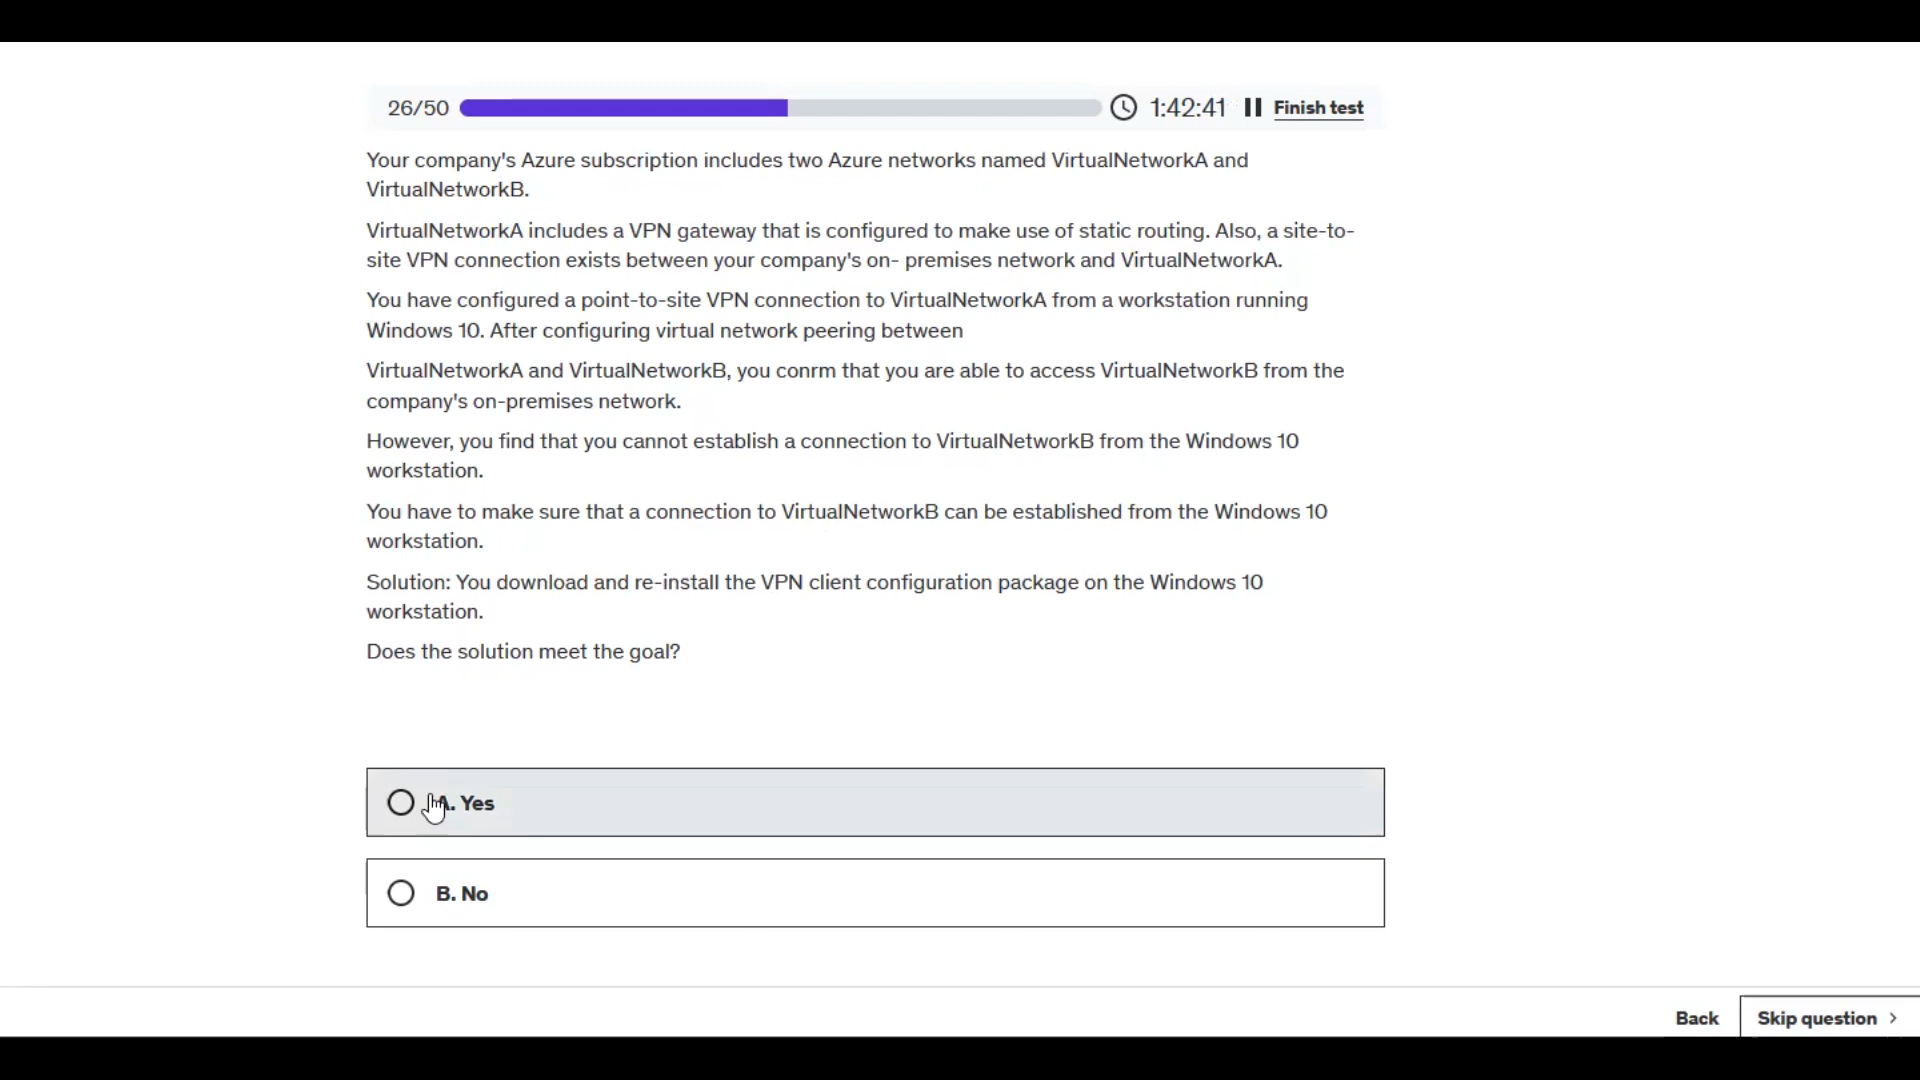 26/50 1:42:41 Finish test
Your company's Azure subscription includes two Azure networks named VirtualNetworkA and
VirtualNetworkB.
VirtualNetworkA includes a VPN gateway that is configured to make use of static routing. Also, a site-to-
site VPN connection exists between your company's on- premises network and VirtualNetworkA.
You have configured a point-to-site VPN connection to VirtualNetworkA from a workstation running
Windows 10. After configuring virtual network peering between
VirtualNetworkA and VirtualNetworkB, you conrm that you are able to access VirtualNetworkB from the
company's on-premises network.
However, you find that you cannot establish a connection to VirtualNetworkB from the Windows 10
workstation.
You have to make sure that a connection to VirtualNetworkB can be established from the Windows 10
workstation.
Solution: You download and re-install the VPN client configuration package on the Windows 10
workstation.
Does the solution meet the goal?
A. Yes
B. No
Back Skip question